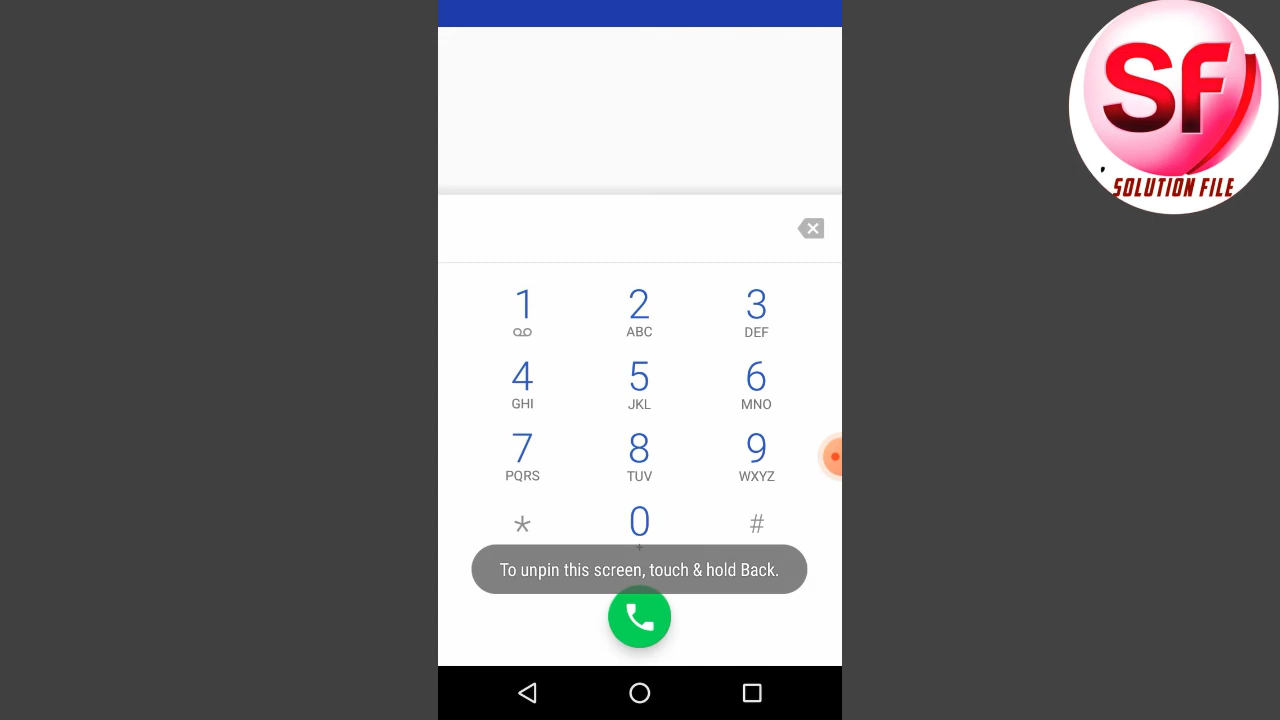 SF
SOLUTION FILE
1
2
ABC
3
DEF
4
GHI
5
JKL
6
MNO
7
PQRS
8
TUV
9
WXYZ
*
0
+
#
To unpin this screen, touch & hold Back.